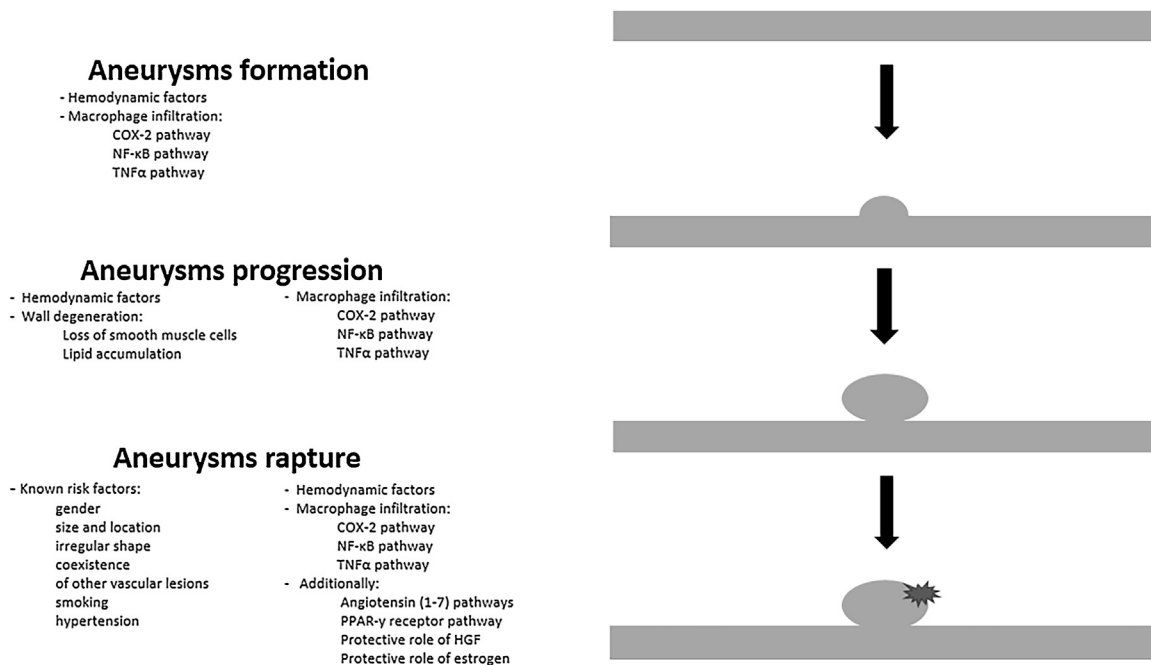 Aneurysms formation
- Hemodynamic factors
- Macrophage infiltration:
COX-2 pathway
NF-κB pathway
TNFα pathway
Aneurysms progression
- Hemodynamic factors
- Wall degeneration:
Loss of smooth muscle cells
Lipid accumulation
- Macrophage infiltration:
COX-2 pathway
NF-κB pathway
TNFα pathway
Aneurysms rapture
- Known risk factors:
gender
size and location
irregular shape
coexistence
of other vascular lesions
smoking
hypertension
- Hemodynamic factors
- Macrophage infiltration:
COX-2 pathway
NF-κB pathway
TNFα pathway
- Additionally:
Angiotensin (1-7) pathways
PPAR-γ receptor pathway
Protective role of HGF
Protective role of estrogen